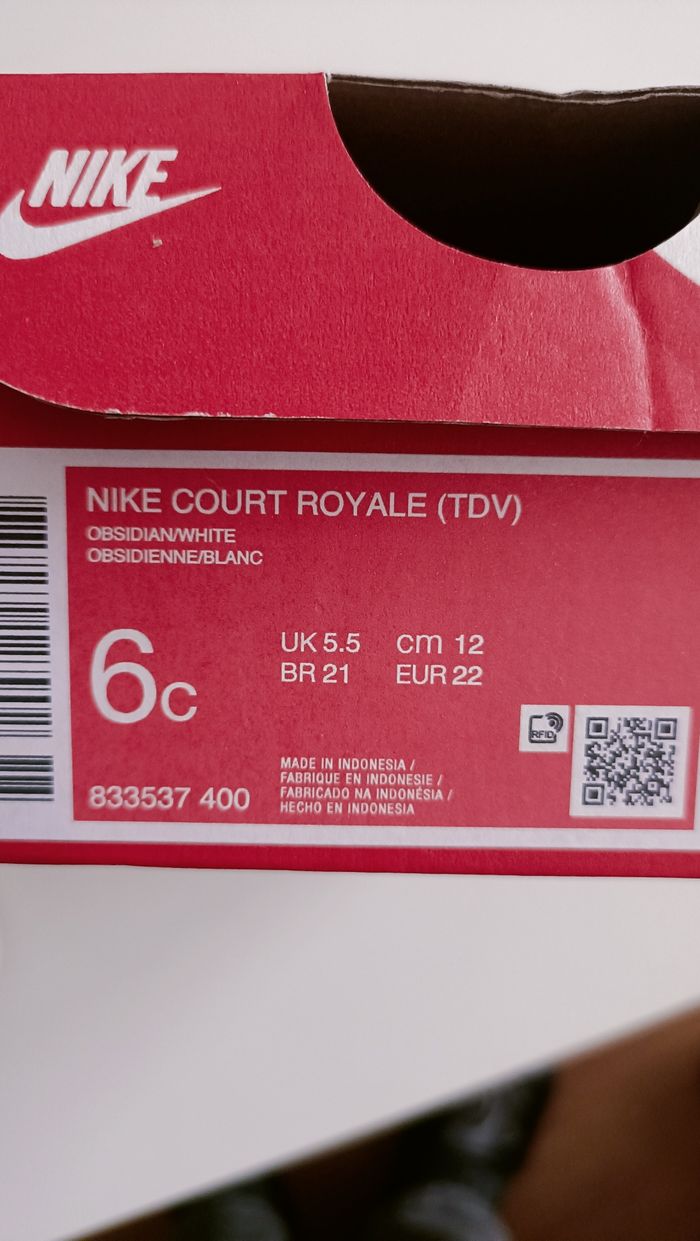 NIKE
NIKE COURT ROYALE (TDV)
OBSIDIAN/WHITE
OBSIDIENNE/BLANC
6C
UK 5.5 cm 12
BR 21 EUR 22
RFID
833537 400
MADE IN INDONESIA /
FABRIQUE EN INDONESIE /
FABRICADO NA INDONÉSIA /
HECHO EN INDONESIA